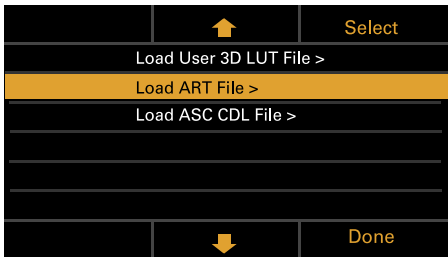 Select
Load User 3D LUT File >
Load ART File >
Load ASC CDL File >
Done